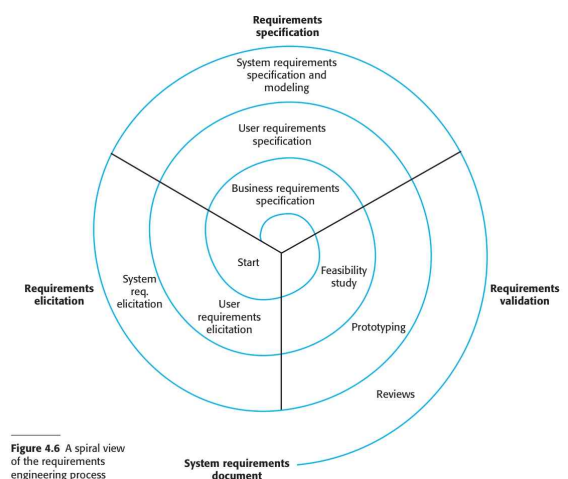 Requirements
specification
System requirements
specification and
modeling
User requirements
specification
Business requirements
specification
Start
Feasibility
study
Requirements
elicitation
System
req.
elicitation
User
requirements
elicitation
Requirements
validation
Prototyping
Reviews
Figure 4.6 A spiral view
of the requirements
engineering process
System requirements
document